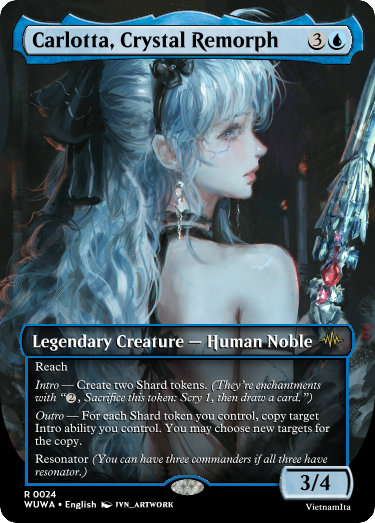 Carlotta, Crystal Remorph 3
Legendary Creature — Human Noble
Reach
Intro — Create two Shard tokens. (They're enchantments
with “2, Sacrifice this token: Scry 1, then draw a card.”)
Outro — For each Shard token you control, copy target
Intro ability you control. You may choose new targets for
the copy.
Resonator (You can have three commanders if all three have
resonator.)
3/4
R 0024
WUWA • English JVN_ARTWORK
VietnamIta